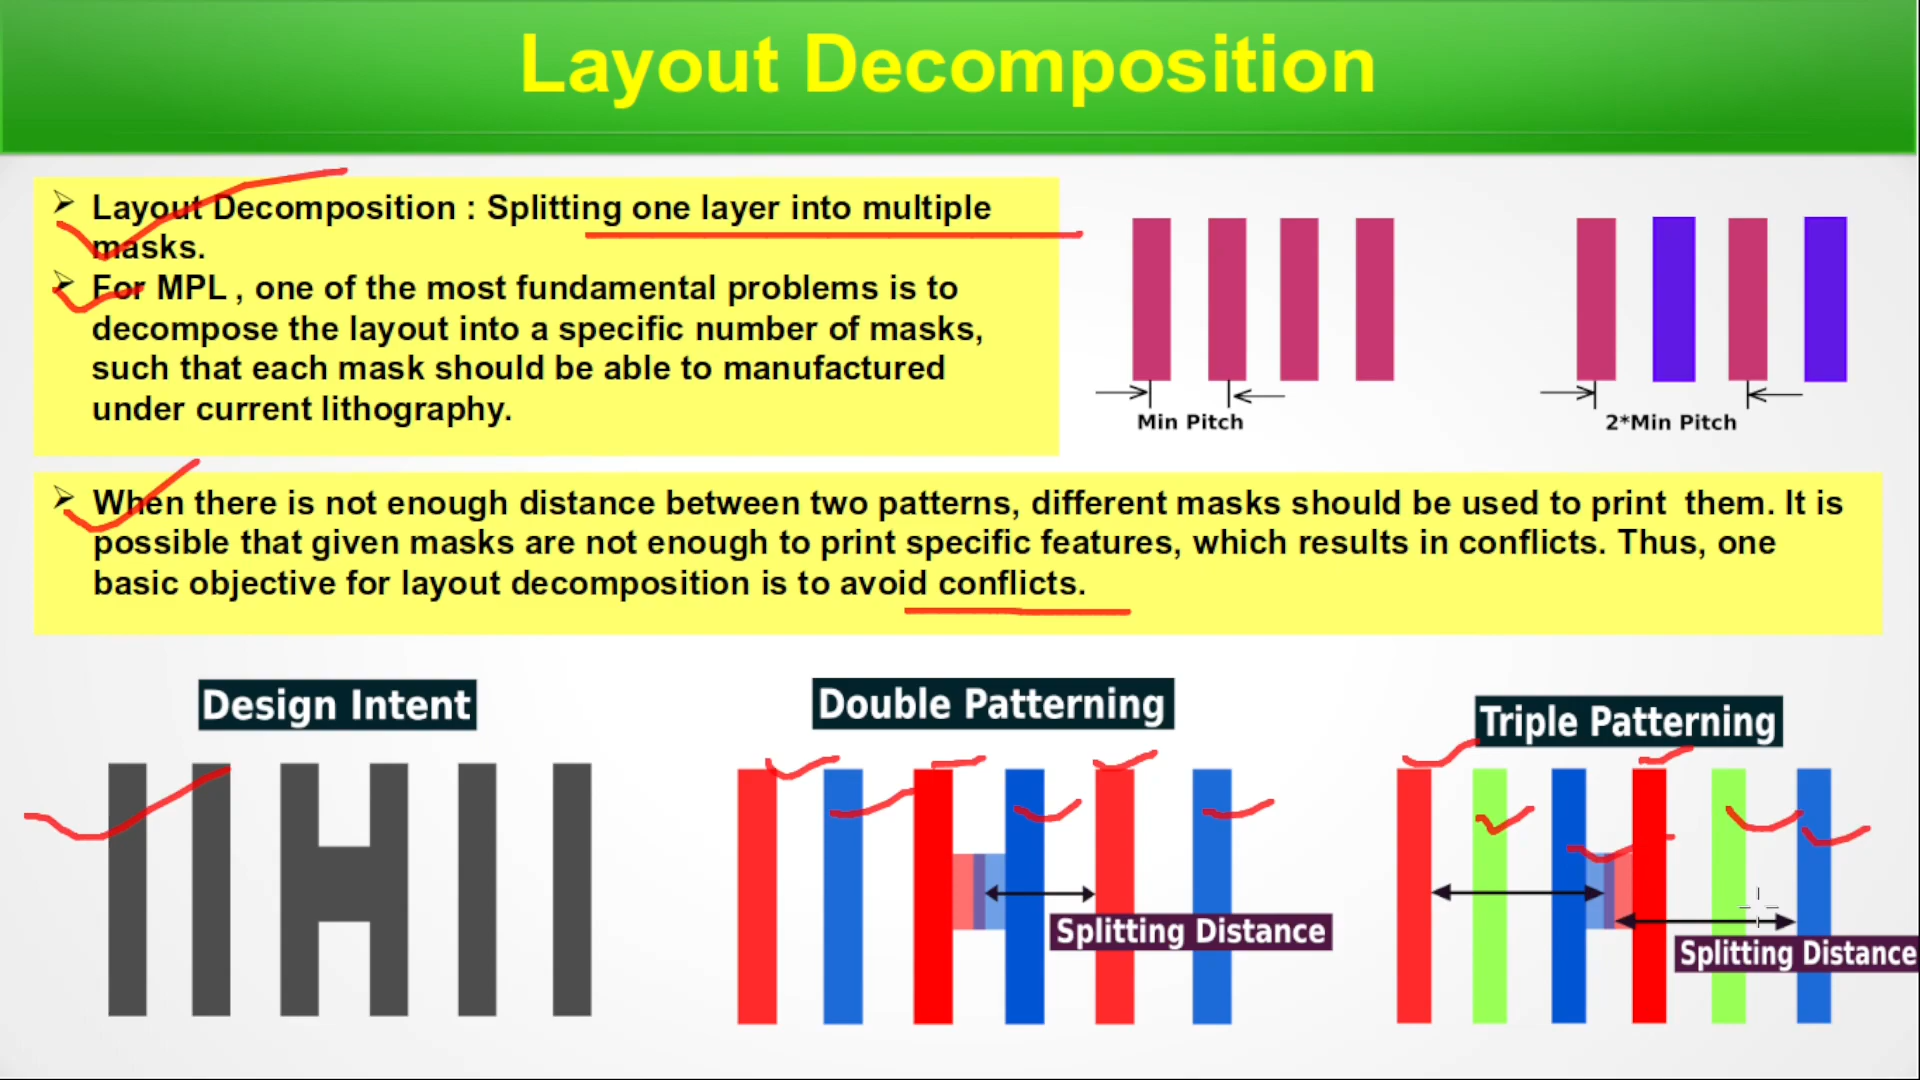 Layout Decomposition
Layout Decomposition : Splitting one layer into multiple
masks.
For MPL , one of the most fundamental problems is to
decompose the layout into a specific number of masks,
such that each mask should be able to manufactured
under current lithography.
Min Pitch
2*Min Pitch
When there is not enough distance between two patterns, different masks should be used to print them. It is
possible that given masks are not enough to print specific features, which results in conflicts. Thus, one
basic objective for layout decomposition is to avoid conflicts.
Design Intent
Double Patterning
Triple Patterning
Splitting Distance
Splitting Distance